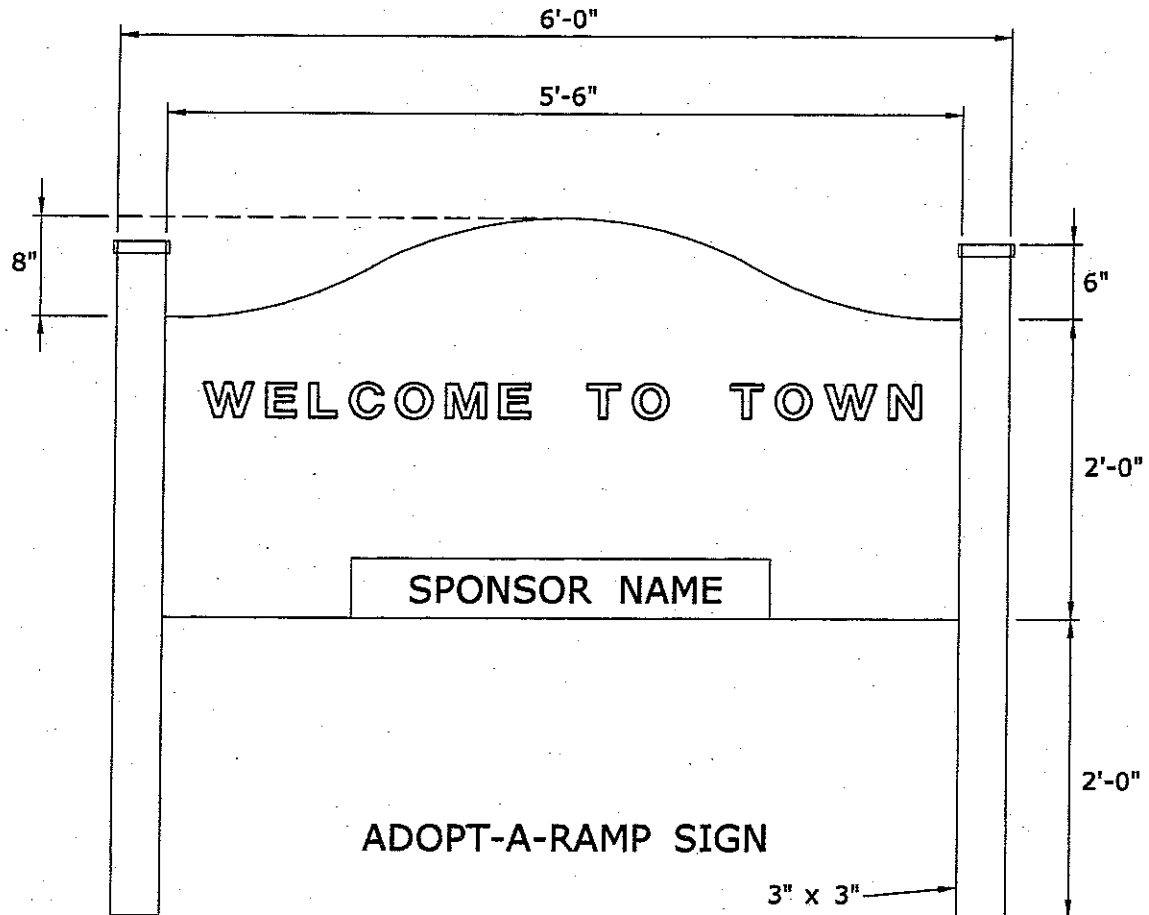 6'-0"
5'-6"
8"
6"
WELCOME TO TOWN
2'-0"
SPONSOR NAME
2'-0"
ADOPT-A-RAMP SIGN
3" x 3"